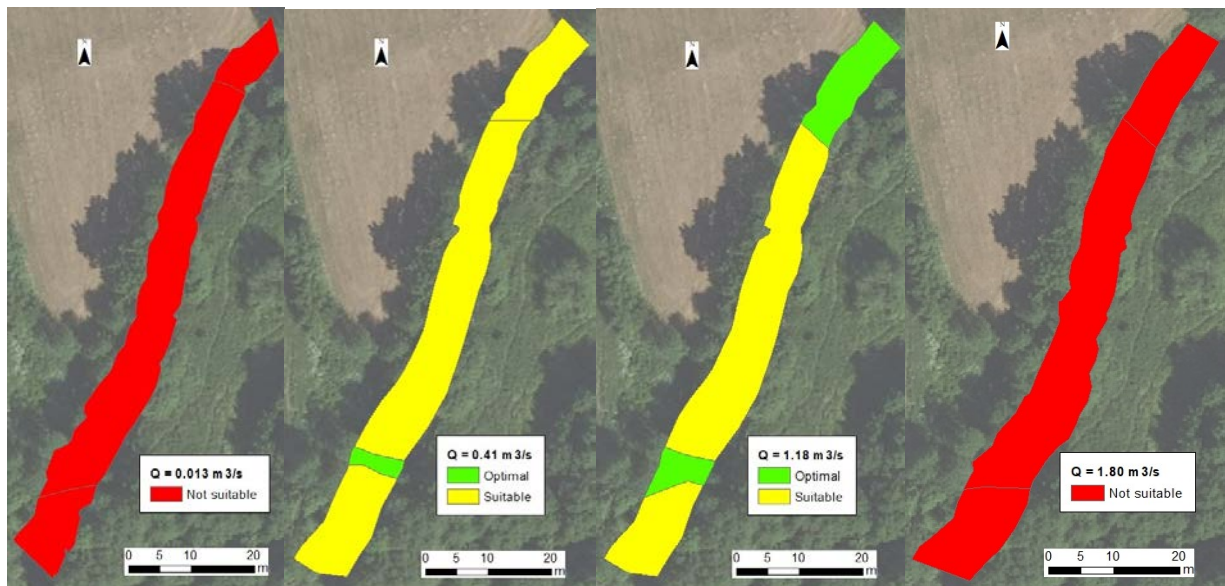 N
N
N
N
Q = 0.013 m 3/s
Not suitable
0 5 10 20
m
Q = 0.41 m 3/s
Optimal
Suitable
0 5 10 20
m
Q = 1.18 m 3/s
Optimal
Suitable
0 5 10 20
m
Q = 1.80 m 3/s
Not suitable
0 5 10 20
m